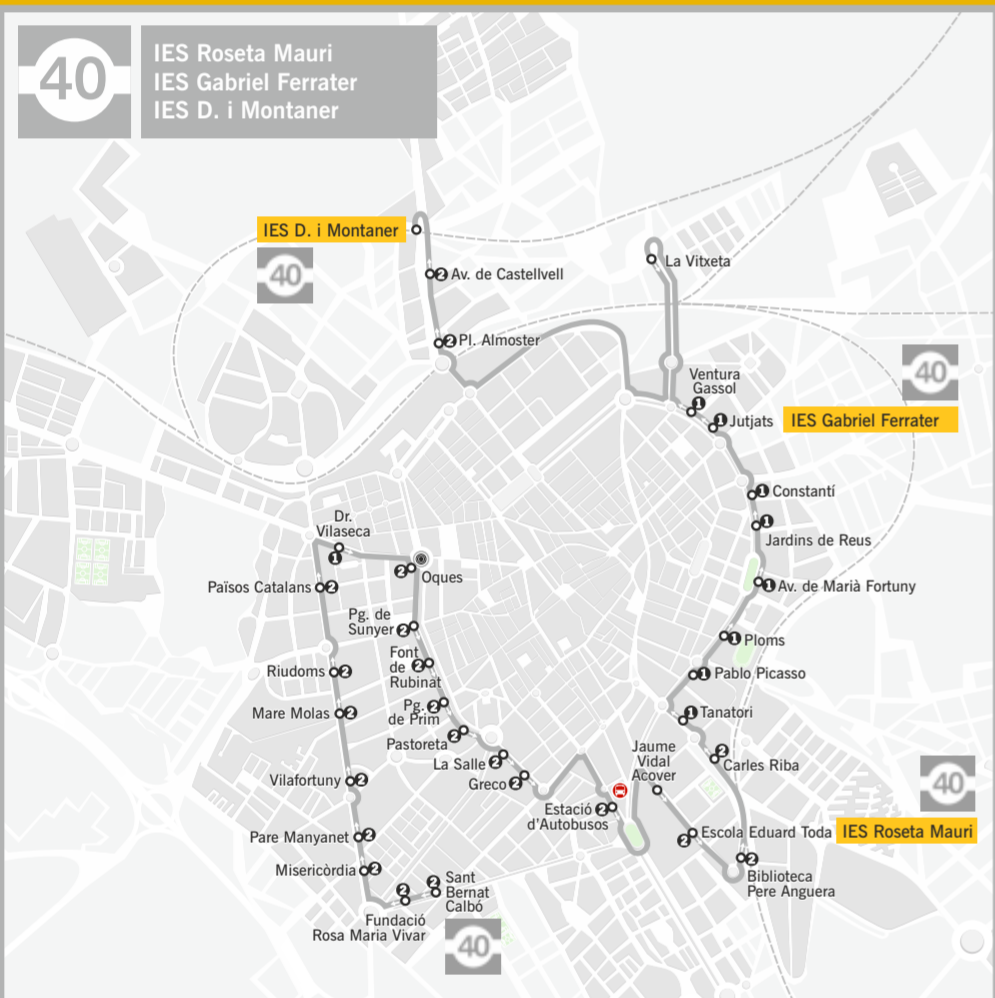 40
IES Roseta Mauri
IES Gabriel Ferrater
IES D. i Montaner
IES D. i Montaner
40
2 Av. de Castellvell
La Vitxeta
2 Pl. Almoster
Ventura
Gassol
1
40
1 Jutjats
IES Gabriel Ferrater
1 Constantí
1
Jardins de Reus
Dr.
Vilaseca
1
2
Oques
Països Catalans 2
1 Av. de Marià Fortuny
Pg. de
Sunyer 2
1 Ploms
Font
de 2
Rubinat
Riudoms 2
1 Pablo Picasso
Mare Molas 2
Pg. 2
de Prim
1 Tanatori
Pastoreta 2
La Salle 2
Jaume
Vidal
Acover
2
Carles Riba
Vilafortuny 2
Greco 2
40
Estació 2
d'Autobusos
Pare Manyanet 2
2
Escola Eduard Toda
IES Roseta Mauri
2
Biblioteca
Pere Anguera
Misericòrdia 2
2
Fundació
Rosa Maria Vivar
2
Sant
Bernat
Calbó
40